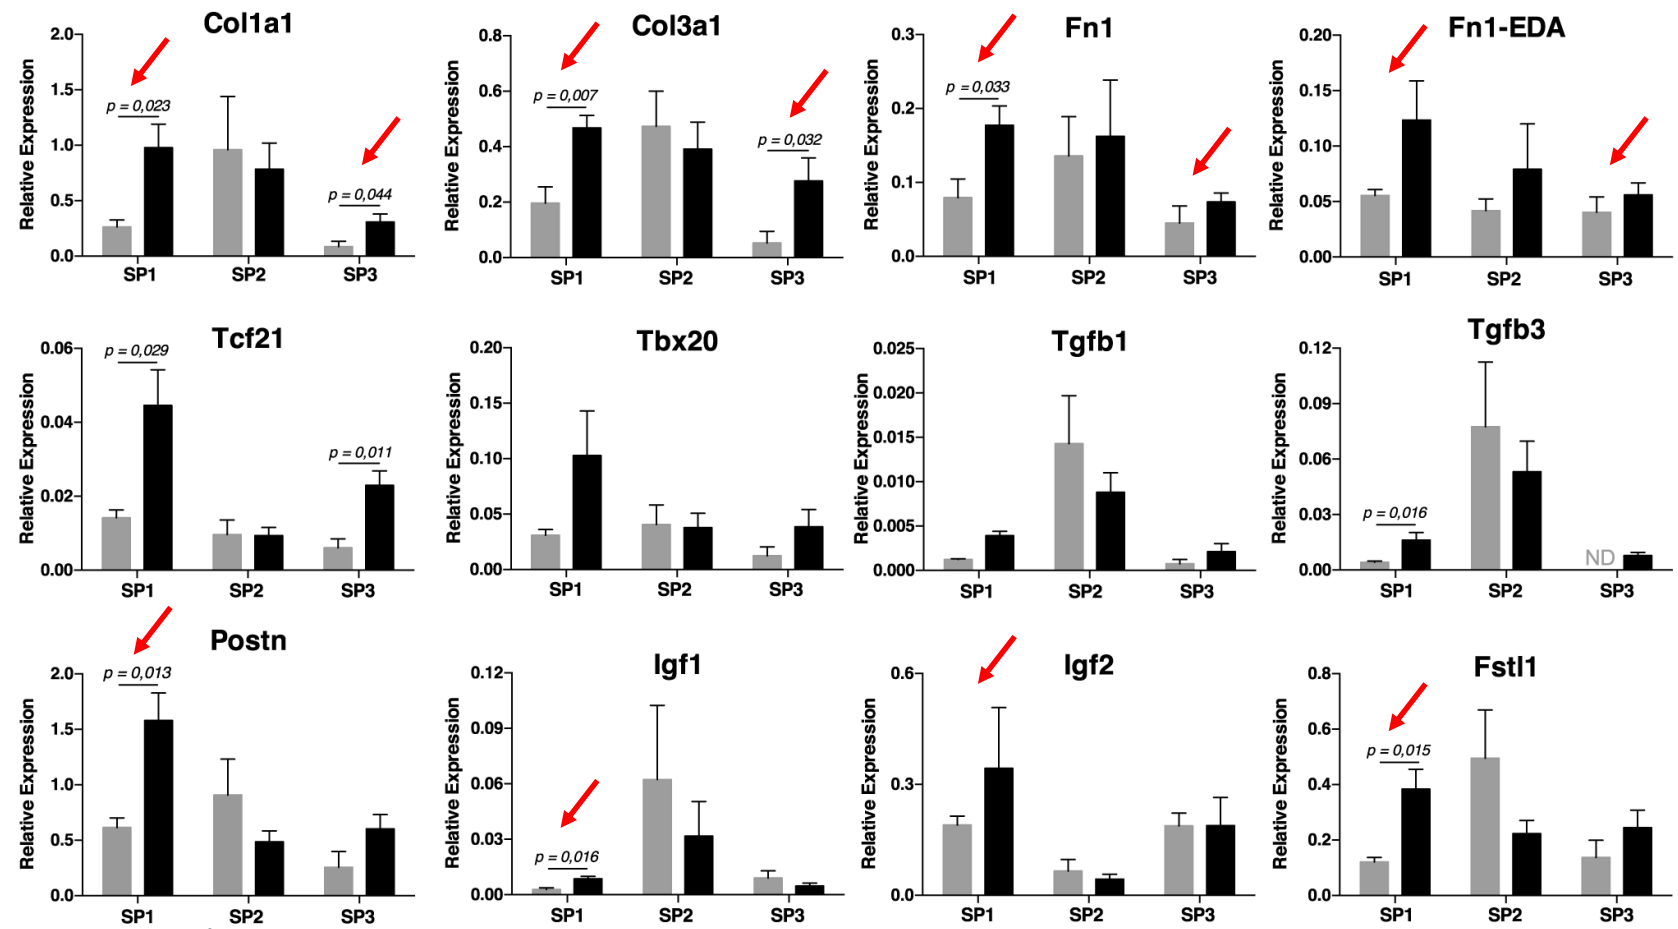 Col1a1
Relative Expression
2.0
1.5
1.0
0.5
0.0
p = 0,023
p = 0,044
SP1 SP2 SP3
Col3a1
Relative Expression
0.8
0.6
0.4
0.2
0.0
p = 0,007
p = 0,032
SP1 SP2 SP3
Fn1
Relative Expression
0.3
0.2
0.1
0.0
p = 0,033
SP1 SP2 SP3
Fn1-EDA
Relative Expression
0.20
0.15
0.10
0.05
0.00
SP1 SP2 SP3
Tcf21
Relative Expression
0.06
0.04
0.02
0.00
p = 0,029
p = 0,011
SP1 SP2 SP3
Tbx20
Relative Expression
0.20
0.15
0.10
0.05
0.00
SP1 SP2 SP3
Tgfb1
Relative Expression
0.025
0.020
0.015
0.010
0.005
0.000
SP1 SP2 SP3
Tgfb3
Relative Expression
0.12
0.09
0.06
0.03
0.00
p = 0,016
ND
SP1 SP2 SP3
Postn
Relative Expression
2.0
1.5
1.0
0.5
0.0
p = 0,013
SP1 SP2 SP3
Igf1
Relative Expression
0.12
0.09
0.06
0.03
0.00
p = 0,016
SP1 SP2 SP3
Igf2
Relative Expression
0.6
0.3
0.0
SP1 SP2 SP3
Fstl1
Relative Expression
0.8
0.6
0.4
0.2
0.0
p = 0,015
SP1 SP2 SP3